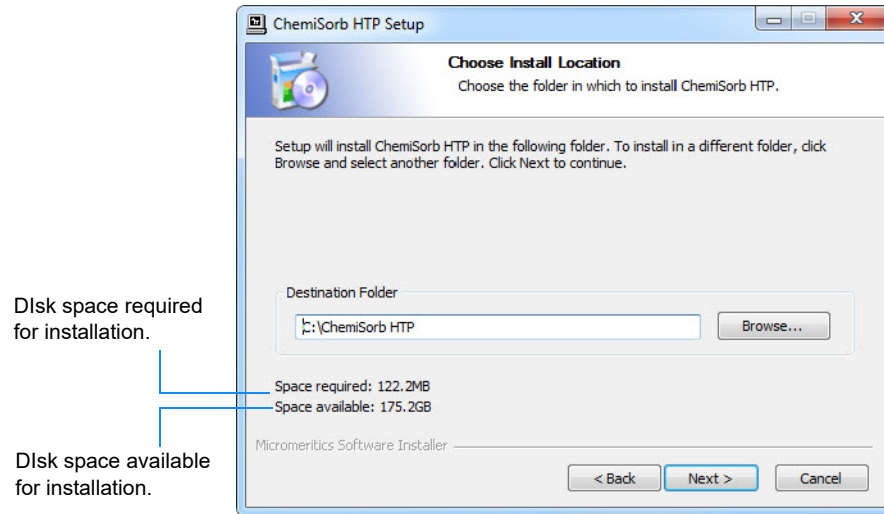 ChemiSorb HTP Setup
Choose Install Location
Choose the folder in which to install ChemiSorb HTP.
Setup will install ChemiSorb HTP in the following folder. To install in a different folder, click
Browse and select another folder. Click Next to continue.
Destination Folder
C:\ChemiSorb HTP
Browse...
DIsk space required
for installation.
Space required: 122.2MB
Space available: 175.2GB
Micromeritics Software Installer
DIsk space available
for installation.
< Back
Next >
Cancel